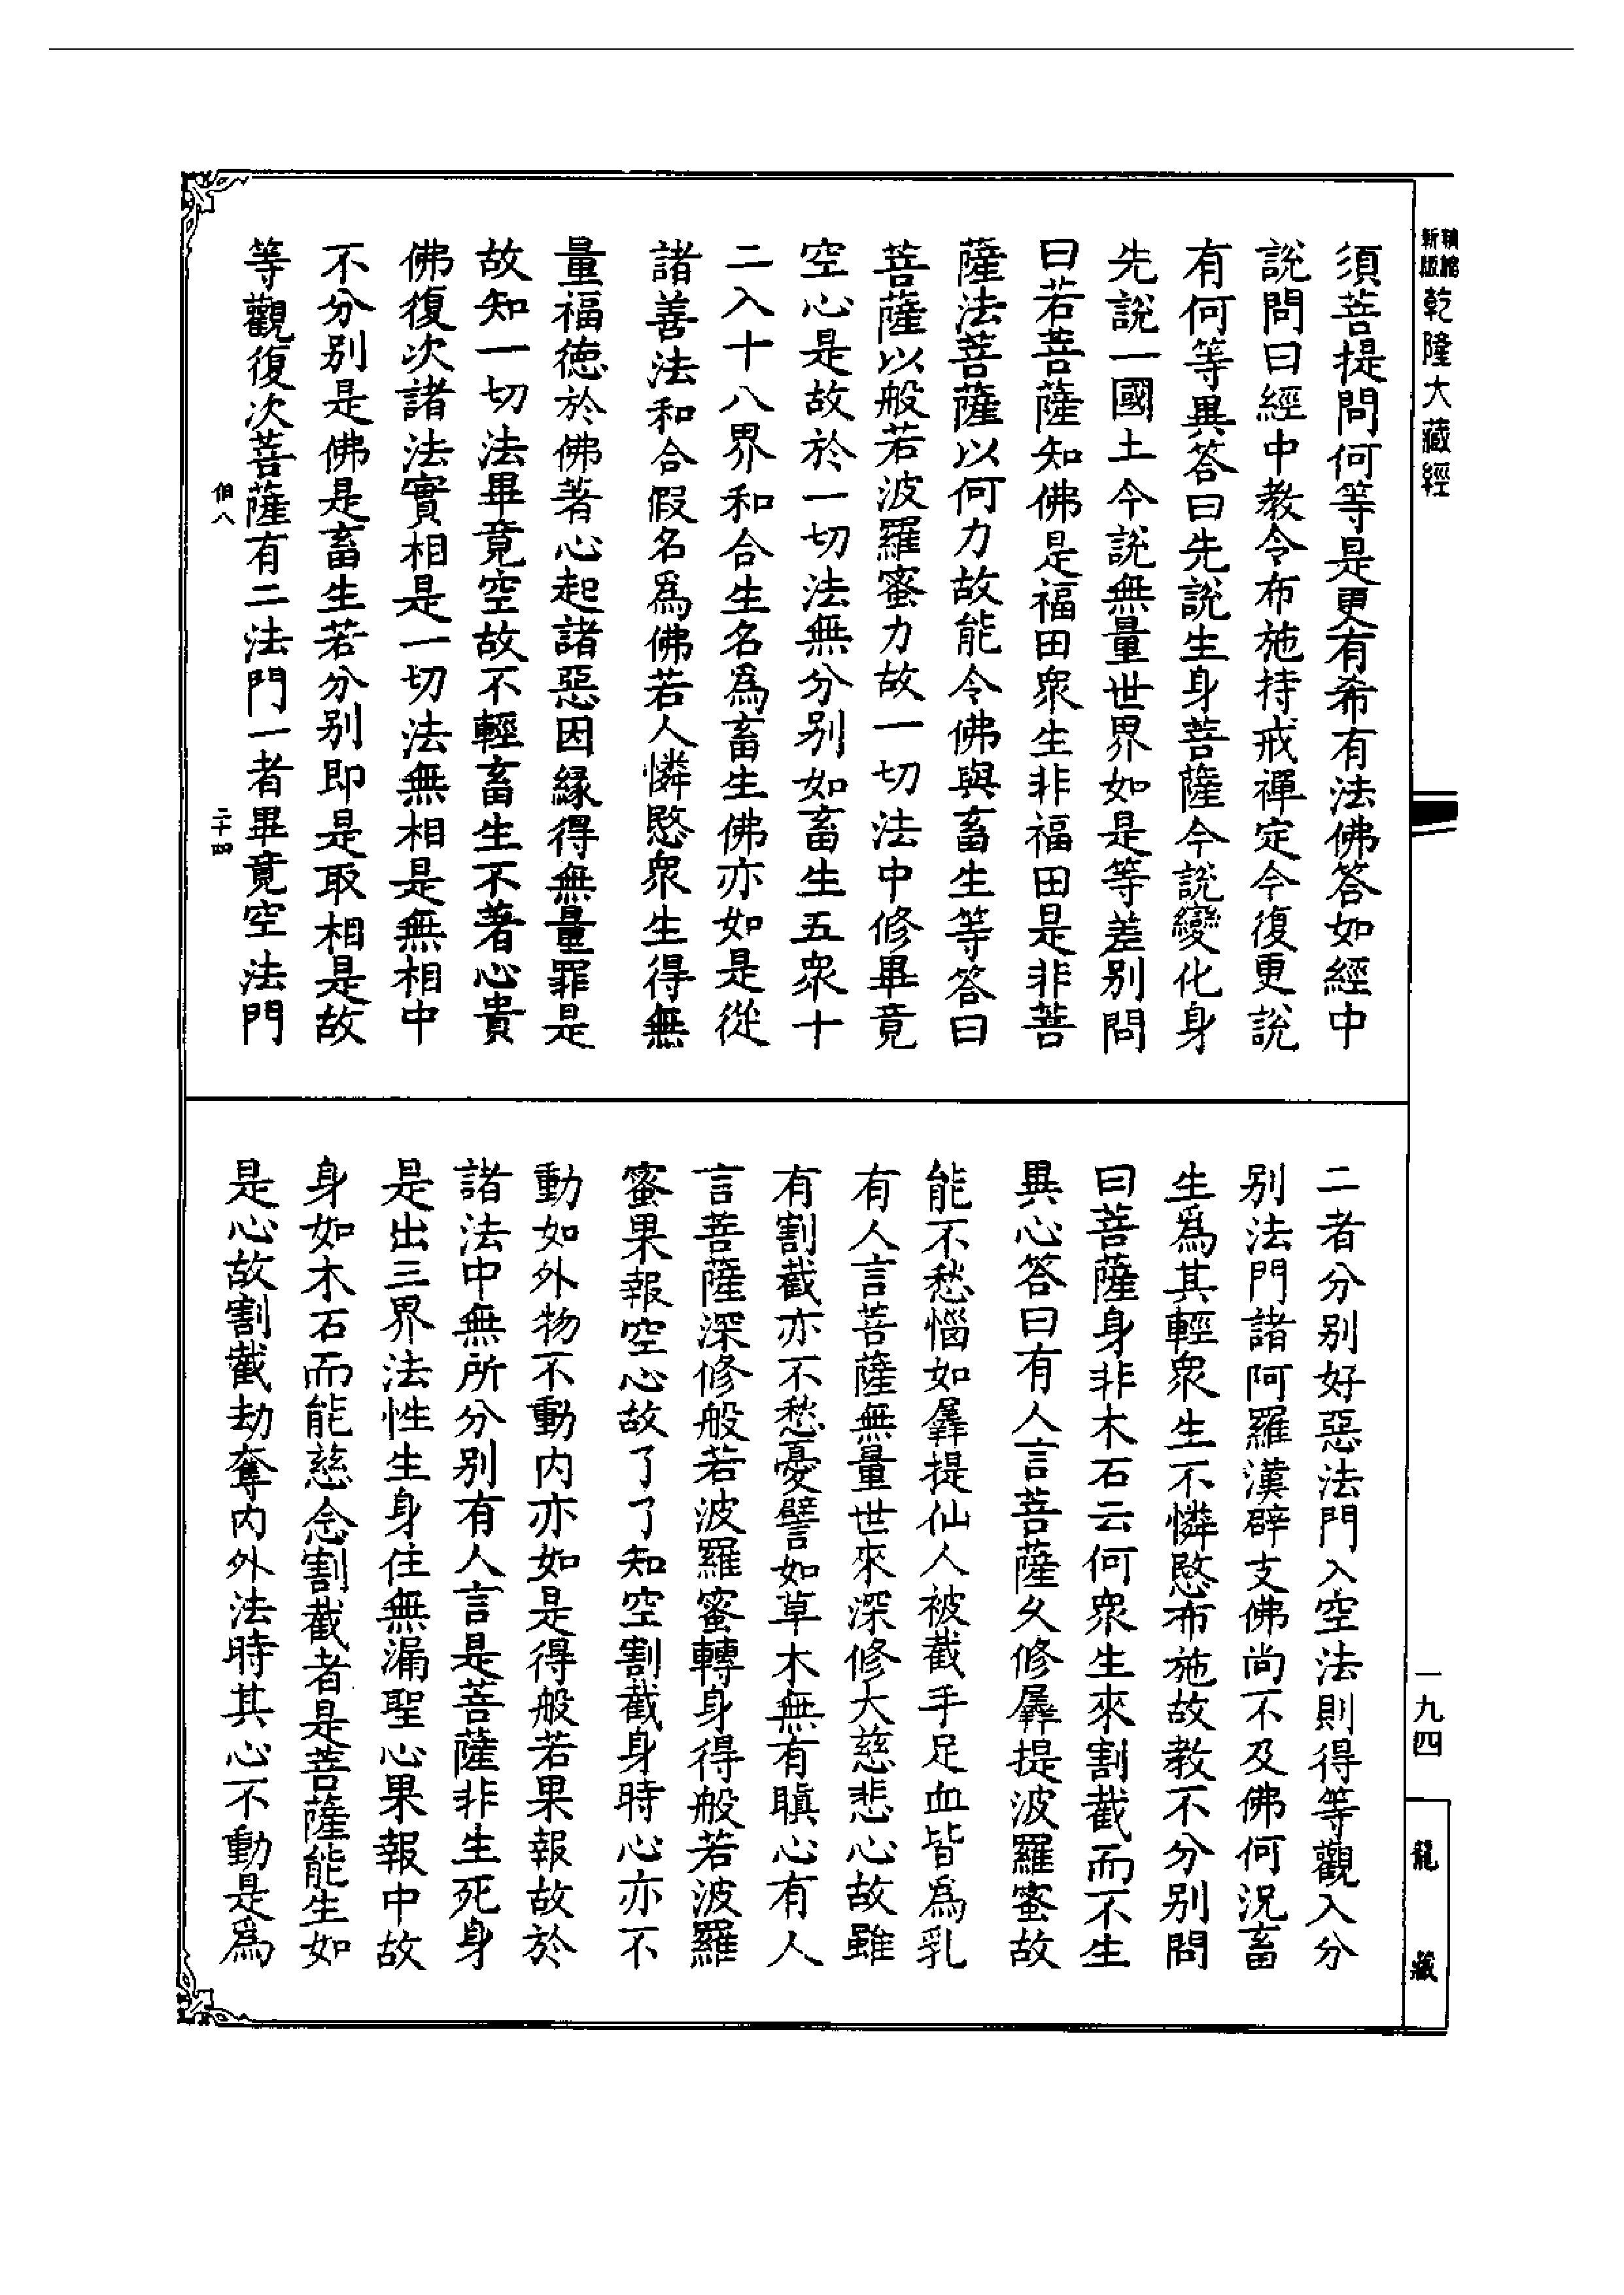 新版
乾隆大藏經
須菩提問何等是更有希有法佛答如經中
說問曰經中教令布施持戒禪定今復更說
有何等異答曰先說生身菩薩今說變化身
先說一國土今說無量世界如是等差别問
曰若菩薩知佛是福田衆生非福田是非菩
薩法菩薩以何力故能令佛與畜生等答曰
菩薩以般若波羅蜜力故一切法中修畢竟
空心是故於一切法無分别如畜生五衆十
二入十八界和合生名爲畜生佛亦如是從
諸善法和合假名爲佛若人憐愍衆生得無
量福德於佛著心起諸惡因緣得無量罪是
故知一切法畢竟空故不輕畜生不著心貴
佛復次諸法實相是一切法無相是無相中
不分别是佛是畜生若分别即是取相是故
等觀復次菩薩有二法門一者畢竟空法門
伯八
二十四
二者分别好惡法門入空法則得等觀入分
别法門諸阿羅漢辟支佛尚不及佛何況畜
生爲其輕衆生不憐愍布施故教不分别問
曰菩薩身非木石云何衆生來割截而不生
異心答曰有人言菩薩久修羼提波羅蜜故
能不愁惱如羼提仙人被截手足血皆爲乳
有人言菩薩無量世來深修大慈悲心故雖
有割截亦不愁憂譬如草木無有瞋心有人
言菩薩深修般若波羅蜜轉身得般若波羅
蜜果報空心故了了知空割截身時心亦不
動如外物不動内亦如是得般若果報故於
諸法中無所分别有人言是菩薩非生死身
是出三界法性生身住無漏聖心果報中故
身如木石而能慈念割截者是菩薩能生如
是心故割截劫奪内外法時其心不動是爲
一九四
龍藏